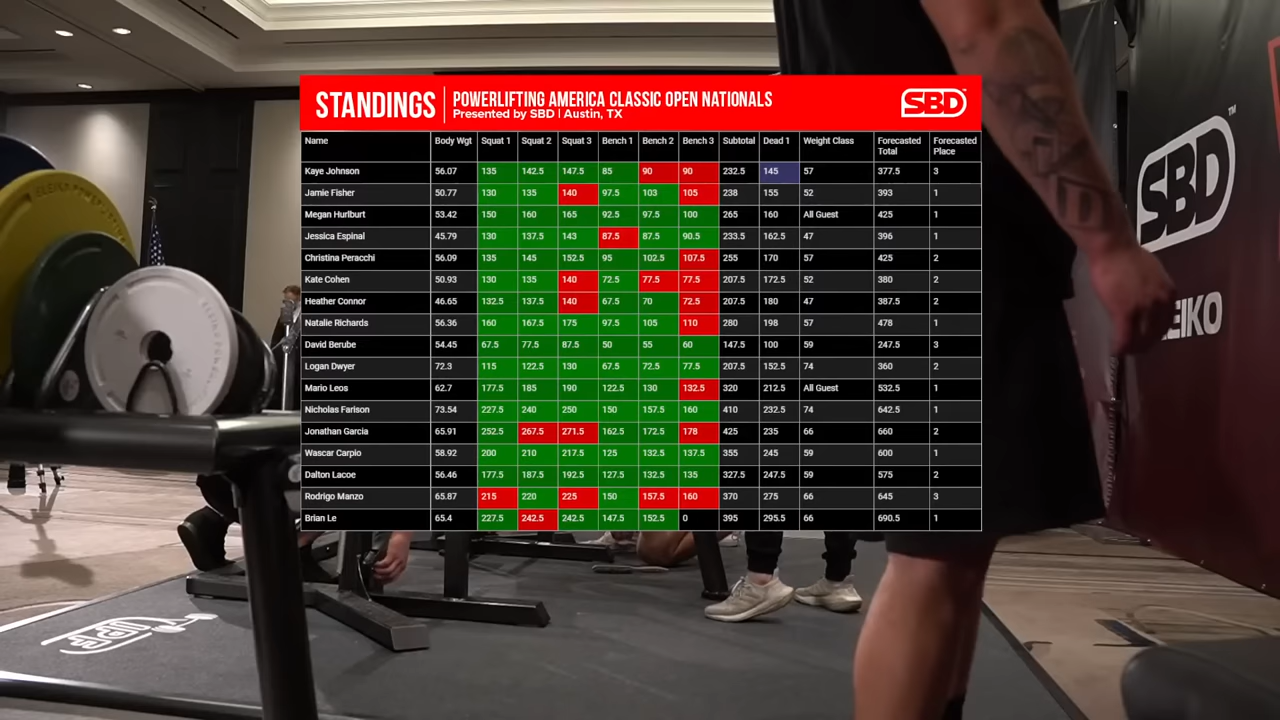 STANDINGS
POWERLIFTING AMERICA CLASSIC OPEN NATIONALS
Presented by SBD | Austin, TX
SBD™
Name Body Wgt Squat 1 Squat 2 Squat 3 Bench 1 Bench 2 Bench 3 Subtotal Dead 1 Weight Class Forecasted Total Forecasted Place
Kaye Johnson 56.07 135 142.5 147.5 85 90 90 232.5 145 57 377.5 3
Jamie Fisher 50.77 130 135 140 97.5 103 105 238 155 52 393 1
Megan Hurlburt 53.42 150 160 165 92.5 97.5 100 265 160 All Guest 425 1
Jessica Espinal 45.79 130 137.5 143 87.5 87.5 90.5 233.5 162.5 47 396 1
Christina Peracchi 56.09 135 145 152.5 95 102.5 107.5 255 170 57 425 2
Kate Cohen 50.93 130 135 140 72.5 77.5 77.5 207.5 172.5 52 380 2
Heather Connor 46.65 132.5 137.5 140 67.5 70 72.5 207.5 180 47 387.5 2
Natalie Richards 56.36 160 167.5 175 97.5 105 110 280 198 57 478 1
David Berube 54.45 67.5 77.5 87.5 50 55 60 147.5 100 59 247.5 3
Logan Dwyer 72.3 115 122.5 130 67.5 72.5 77.5 207.5 152.5 74 360 2
Mario Leos 62.7 177.5 185 190 122.5 130 132.5 320 212.5 All Guest 532.5 1
Nicholas Farison 73.54 227.5 240 250 150 157.5 160 410 232.5 74 642.5 1
Jonathan Garcia 65.91 252.5 267.5 271.5 162.5 172.5 178 425 235 66 660 2
Wascar Carpio 58.92 200 210 217.5 125 132.5 137.5 355 245 59 600 1
Dalton Lacoe 56.46 177.5 187.5 192.5 127.5 132.5 135 327.5 247.5 59 575 2
Rodrigo Manzo 65.87 215 220 225 150 157.5 160 370 275 66 645 3
Brian Le 65.4 227.5 242.5 242.5 147.5 152.5 0 395 295.5 66 690.5 1
SBD™
EIKO
IPF